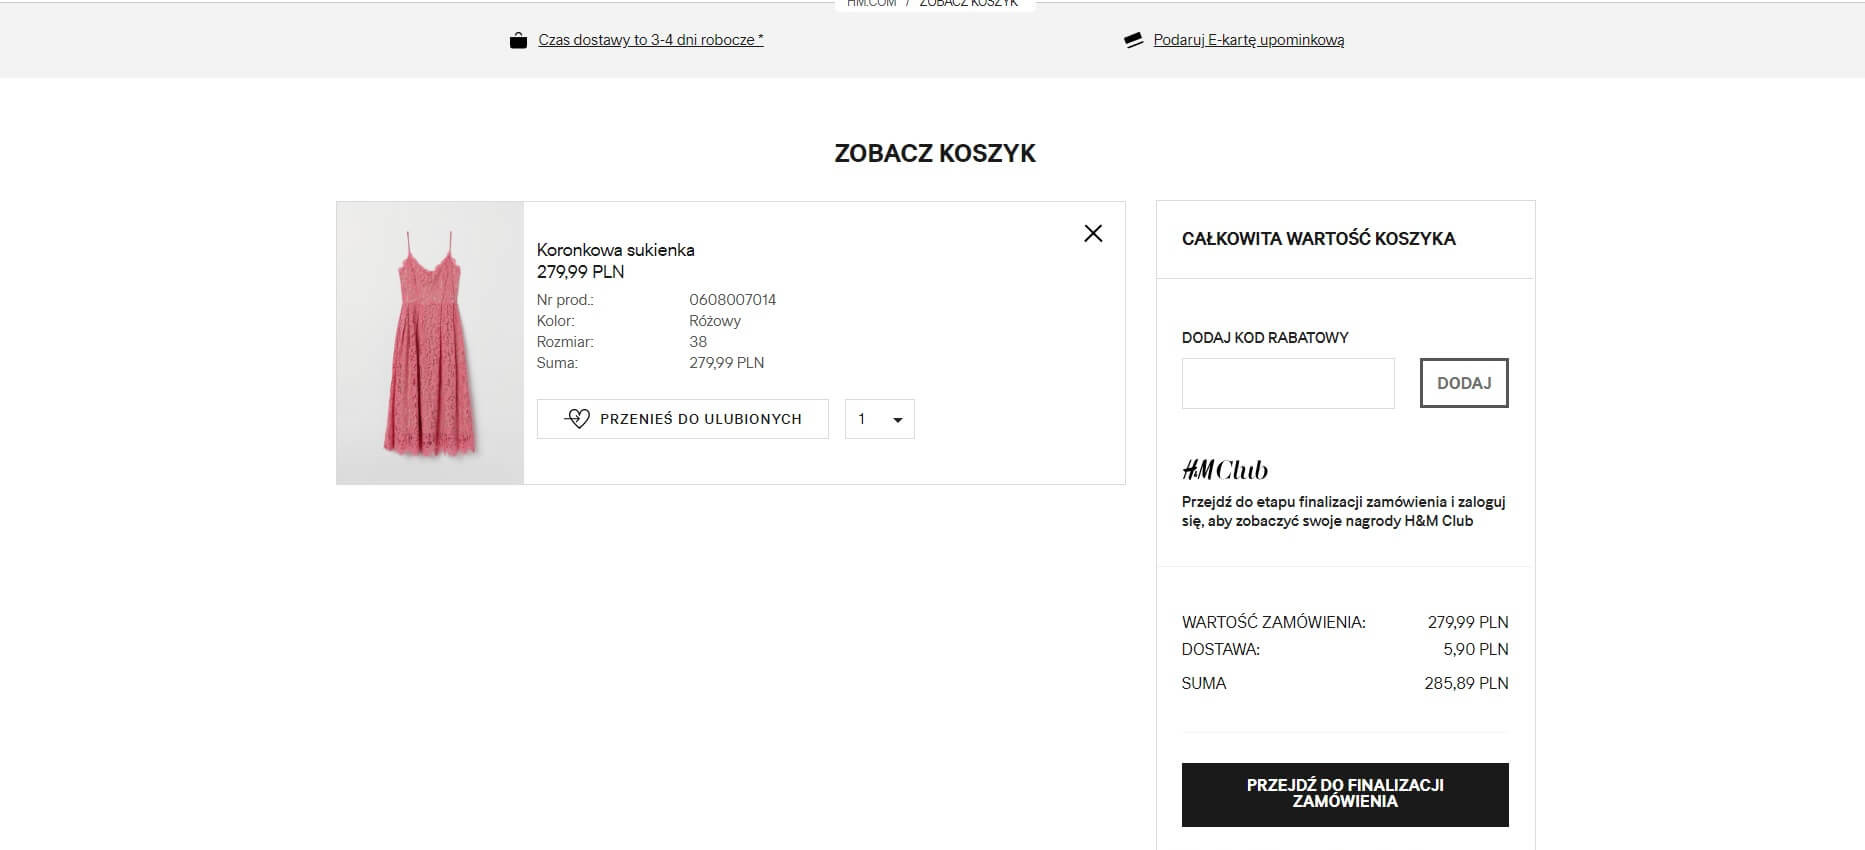 HM.COM / ZOBACZ KOSZYK
Czas dostawy to 3-4 dni robocze *
Podaruj E-kartę upominkową
ZOBACZ KOSZYK
Koronkowa sukienka
279,99 PLN
Nr prod.: 0608007014
Kolor: Różowy
Rozmiar: 38
Suma: 279,99 PLN
PRZENIEŚ DO ULUBIONYCH 1
CAŁKOWITA WARTOŚĆ KOSZYKA
DODAJ KOD RABATOWY
DODAJ
H&M Club
Przejdź do etapu finalizacji zamówienia i zaloguj
się, aby zobaczyć swoje nagrody H&M Club
WARTOŚĆ ZAMÓWIENIA: 279,99 PLN
DOSTAWA: 5,90 PLN
SUMA 285,89 PLN
PRZEJDŹ DO FINALIZACJI
ZAMÓWIENIA